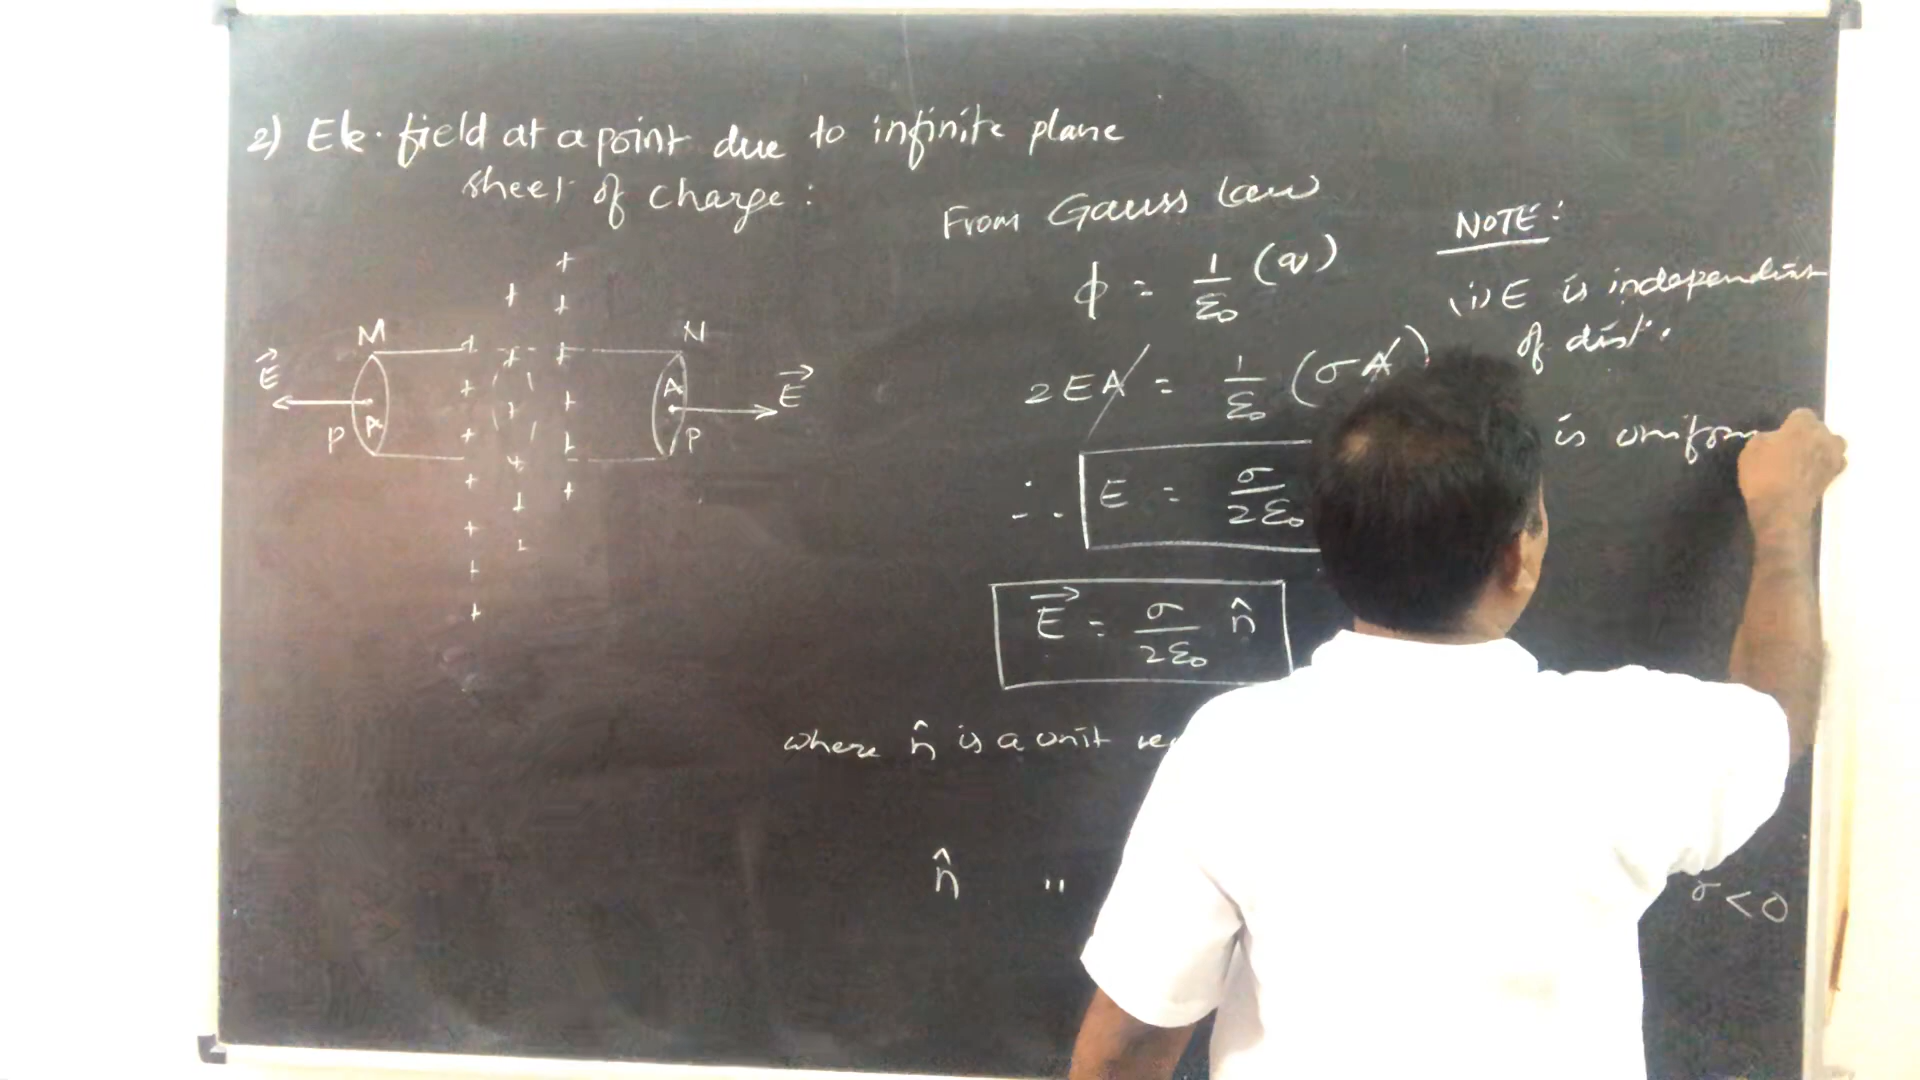 2) Ele. field at a point due to infinite plane
sheet of charge :
From Gauss law
ϕ = 1/ε₀ (q)
2EA = 1/ε₀ (σA)
∴ E = σ/2ε₀
E⃗ = σ/2ε₀ n̂
where n̂ is a unit
n̂ "
σ < 0
NOTE :
(i) E is independent
of dist.
is uniform
M
N
E⃗
A
P
A
P
E⃗